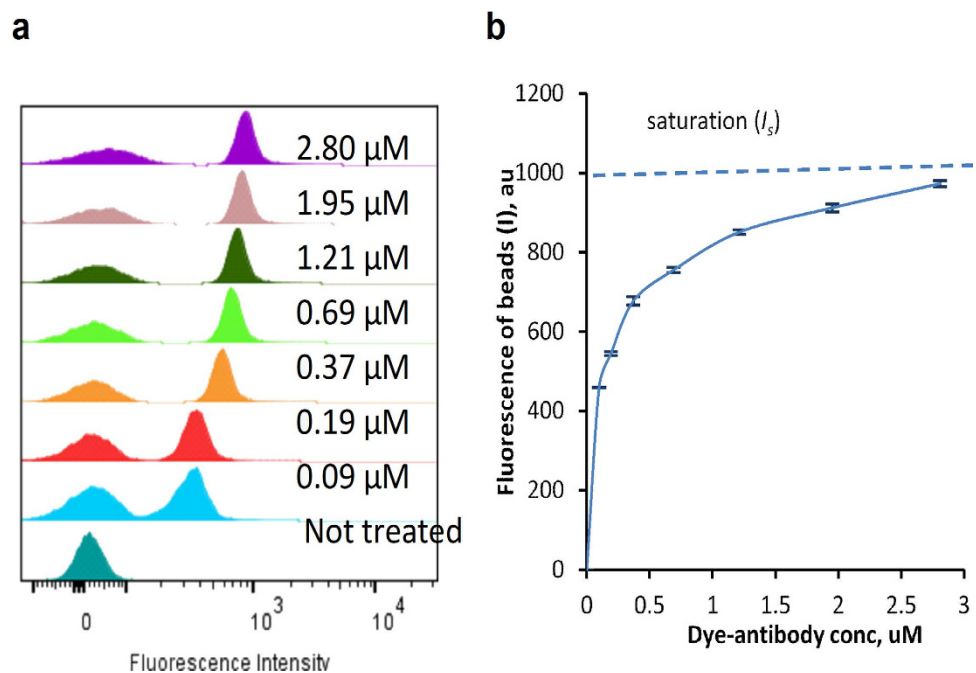 a
2.80 μM
1.95 μM
1.21 μM
0.69 μM
0.37 μM
0.19 μM
0.09 μM
Not treated
0 10³ 10⁴
Fluorescence Intensity
b
Fluorescence of beads (I), au
1200
1000
800
600
400
200
0
saturation (Iₛ)
0 0.5 1 1.5 2 2.5 3
Dye-antibody conc, uM